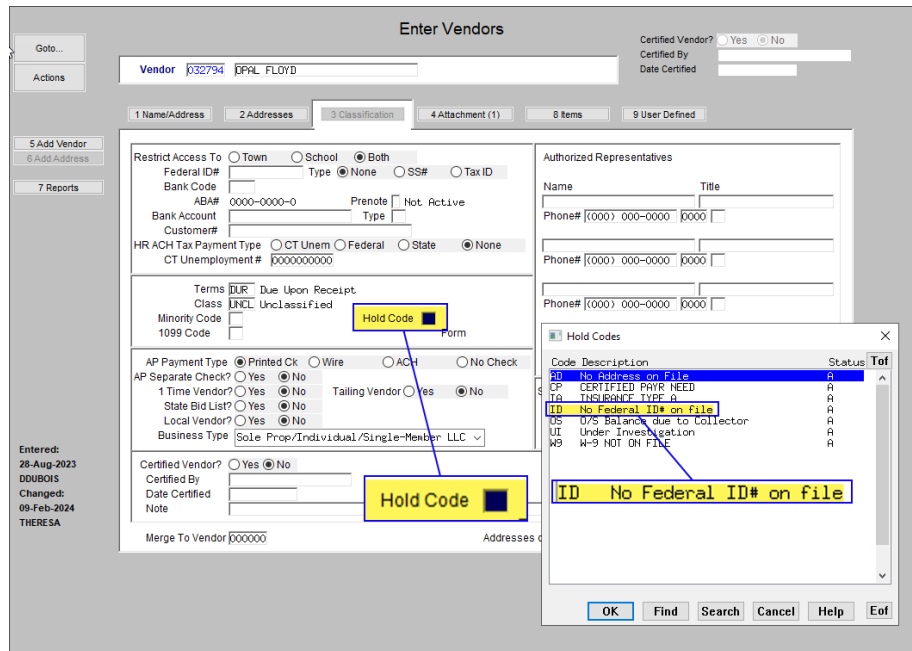 Enter Vendors
Goto...
Actions
Certified Vendor? Yes No
Certified By
Date Certified
Vendor 032794 OPAL FLOYD
1 Name/Address 2 Addresses 3 Classification 4 Attachment (1) 8 Items 9 User Defined
5 Add Vendor
6 Add Address
7 Reports
Restrict Access To Town School Both
Federal ID# Type None SS# Tax ID
Bank Code
ABA# 0000-0000-0 Prenote Not Active
Bank Account Type
Customer#
HR ACH Tax Payment Type CT Unem Federal State None
CT Unemployment # 0000000000
Authorized Representatives
Name Title
Phone# (000) 000-0000 0000
Phone# (000) 000-0000 0000
Phone# (000) 000-0000 0000
Terms DUR Due Upon Receipt
Class UNCL Unclassified
Minority Code
Hold Code
1099 Code Form
AP Payment Type Printed Ck Wire ACH No Check
AP Separate Check? Yes No
1 Time Vendor? Yes No Tailing Vendor Yes No
State Bid List? Yes No
Local Vendor? Yes No
Business Type Sole Prop/Individual/Single-Member LLC
Certified Vendor? Yes No
Certified By
Date Certified
Note
Hold Code
Merge To Vendor 000000 Addresses
Entered:
28-Aug-2023
DDUBOIS
Changed:
09-Feb-2024
THERESA
Hold Codes
Code Description Status Tof
AD No Address on File A
CP CERTIFIED PAYR NEED A
IA INSURANCE TYPE A A
ID No Federal ID# on file A
OS O/S Balance due to Collector A
UI Under Investigation A
W9 W-9 NOT ON FILE A
ID No Federal ID# on file
OK Find Search Cancel Help Eof